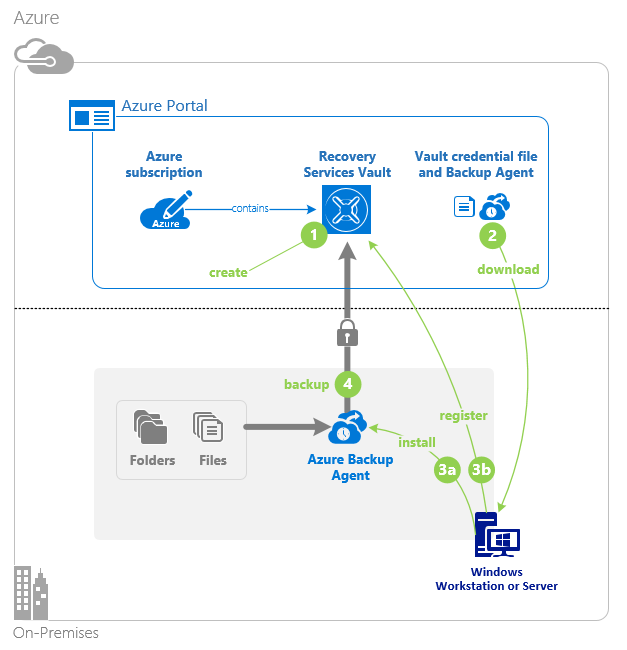 Azure
Azure Portal
Azure
subscription
Recovery
Services Vault
Vault credential file
and Backup Agent
contains
Azure
1
2
create
download
backup
4
register
install
Folders
Files
Azure Backup
Agent
3a
3b
Windows
Workstation or Server
On-Premises